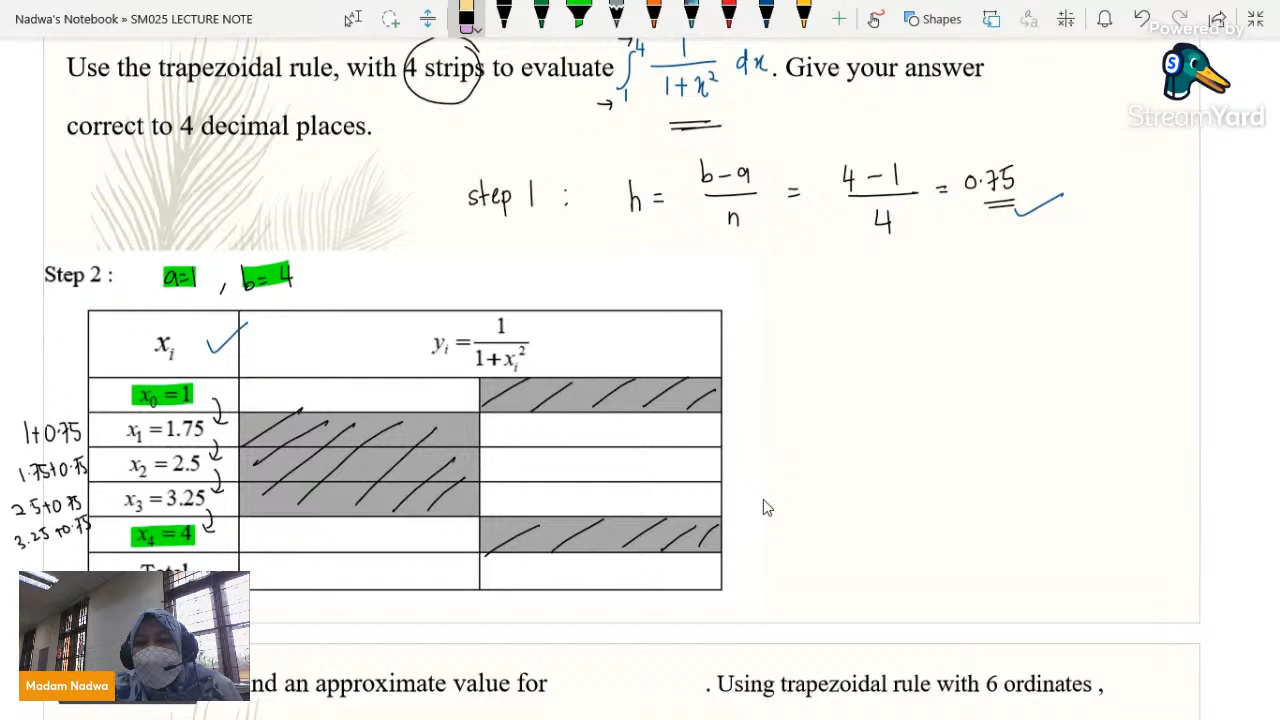 Nadwa's Notebook » SM025 LECTURE NOTE
Shapes
Powered by
StreamYard
Use the trapezoidal rule, with 4 strips to evaluate ∫₁⁴ 1/(1+x²) dx. Give your answer
correct to 4 decimal places.
step 1 : h = (b-a)/n = (4-1)/4 = 0.75
Step 2 : a=1 , b=4
xᵢ yᵢ = 1/(1+xᵢ²)
x₀ = 1
1+0.75 x₁ = 1.75
1.75+0.75 x₂ = 2.5
2.5+0.75 x₃ = 3.25
3.25+0.75 x₄ = 4
Madam Nadwa
nd an approximate value for . Using trapezoidal rule with 6 ordinates ,